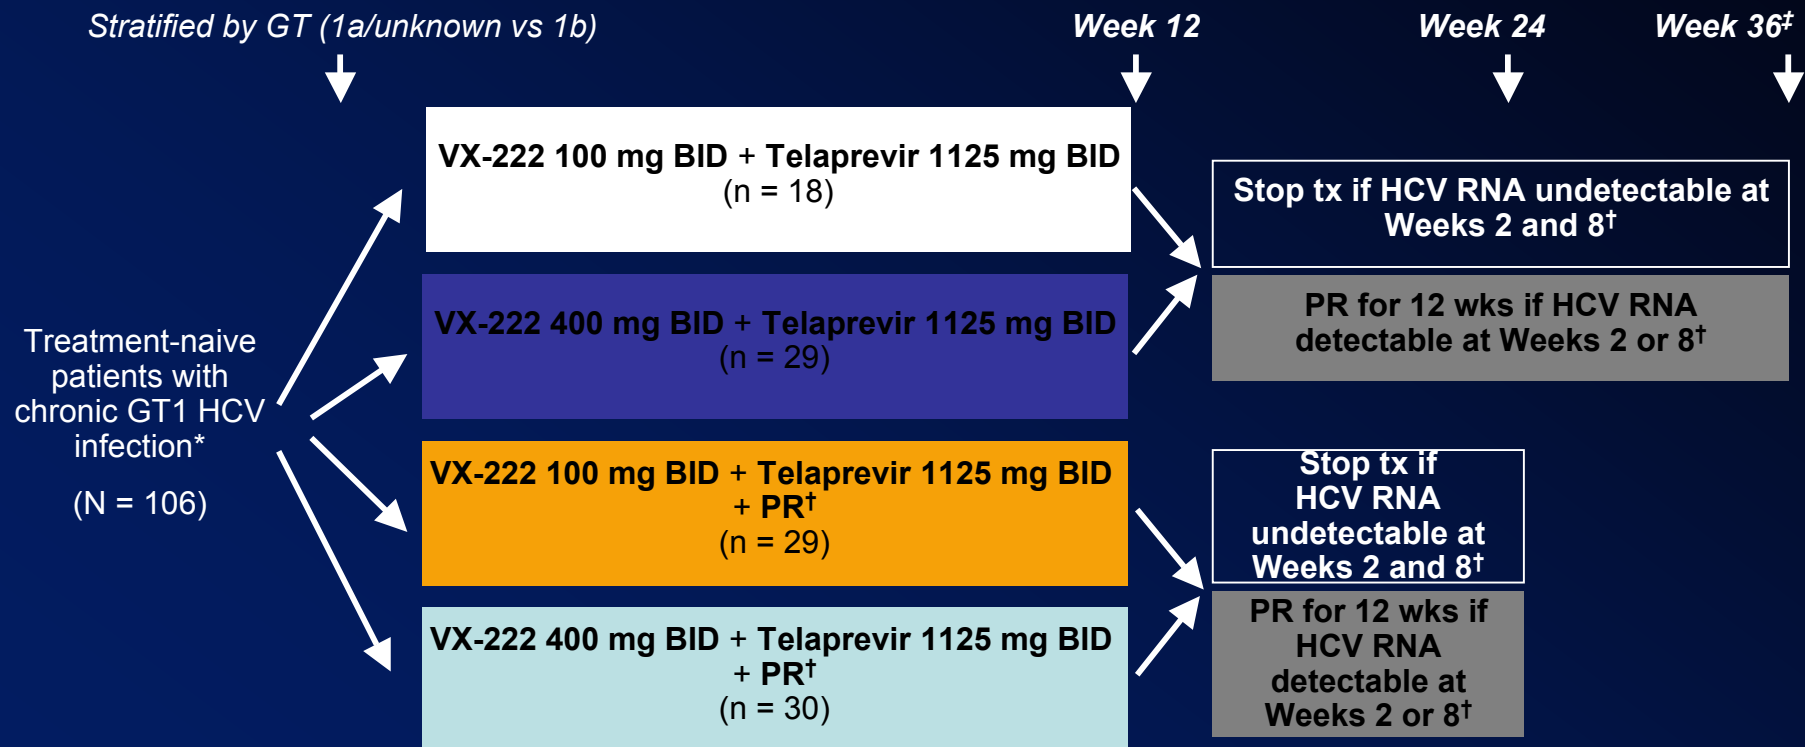 Stratified by GT (1a/unknown vs 1b)
Week 12
Week 24
Week 36‡
Treatment-naive
patients with
chronic GT1 HCV
infection*
(N = 106)
VX-222 100 mg BID + Telaprevir 1125 mg BID
(n = 18)
VX-222 400 mg BID + Telaprevir 1125 mg BID
(n = 29)
VX-222 100 mg BID + Telaprevir 1125 mg BID
+ PR†
(n = 29)
VX-222 400 mg BID + Telaprevir 1125 mg BID
+ PR†
(n = 30)
Stop tx if HCV RNA undetectable at
Weeks 2 and 8†
PR for 12 wks if HCV RNA
detectable at Weeks 2 or 8†
Stop tx if
HCV RNA
undetectable at
Weeks 2 and 8†
PR for 12 wks if
HCV RNA
detectable at
Weeks 2 or 8†